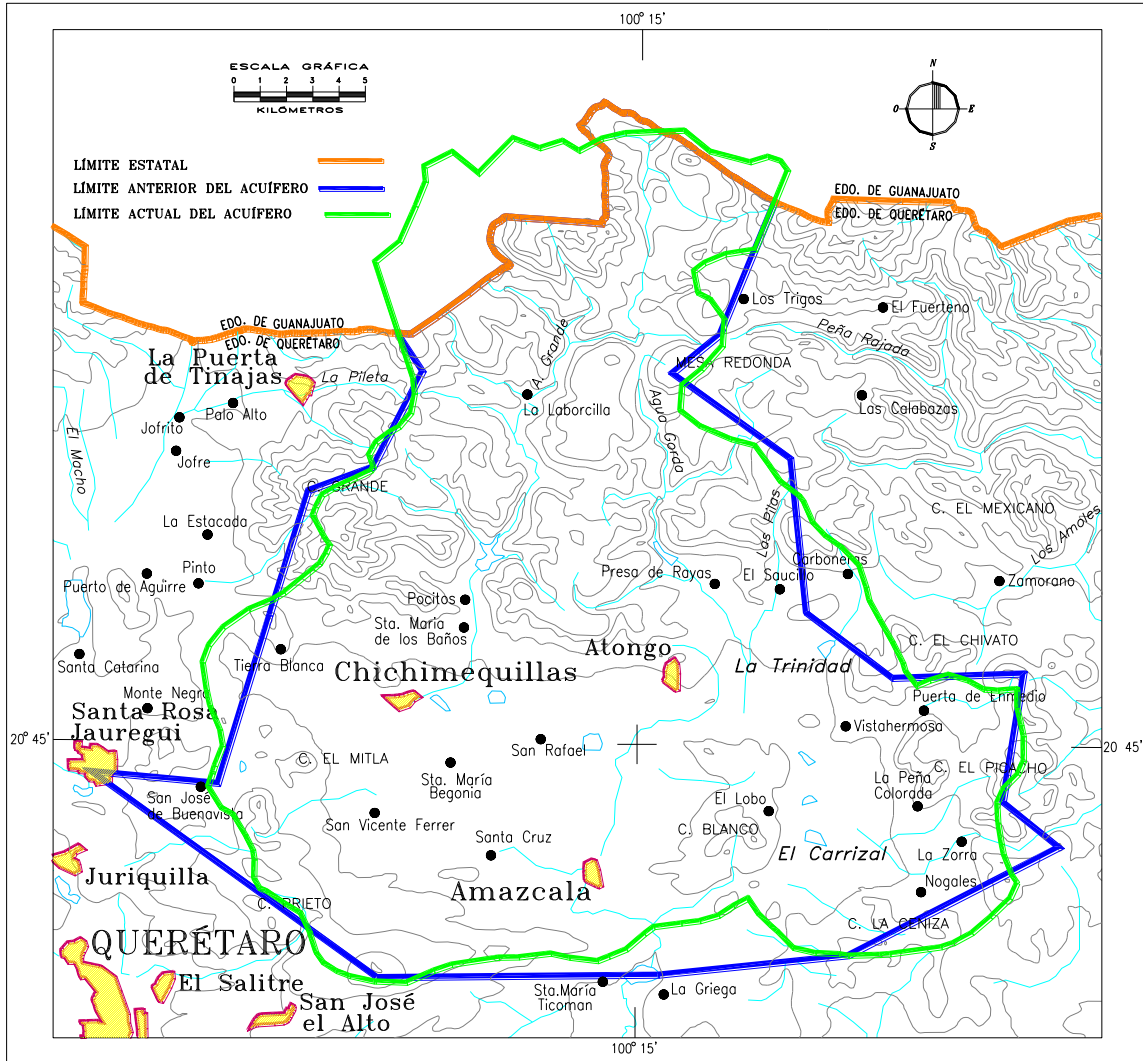 100° 15'
ESCALA GRÁFICA
0 1 2 3 4 5
KILÓMETROS
N
O E
S
LÍMITE ESTATAL
LÍMITE ANTERIOR DEL ACUÍFERO
LÍMITE ACTUAL DEL ACUÍFERO
EDO. DE GUANAJUATO
EDO. DE QUERÉTARO
Los Trigos
El Fuerteno
EDO. DE GUANAJUATO
EDO. DE QUERÉTARO
Peña Rajada
La Puerta
de Tinajas
La Pileta
A. Grande
MESA REDONDA
Palo Alto
La Laborcilla
Las Calabazas
Jofrito
Agua Gorda
El Macho
Jofre
C. GRANDE
Las Pilas
C. EL MEXICANO
La Estacada
Los Amoles
Puerto de Aguirre
Pinto
Presa de Rayas
El Saucito
Carboneras
Zamorano
Pocitos
Sta. María
de los Baños
Santa Catarina
Tierra Blanca
Atongo
La Trinidad
C. EL CHIVATO
Chichimequillas
Monte Negro
Puerta de Enmedio
Santa Rosa
Jauregui
Vistahermosa
20° 45'
20 45'
San Rafael
C. EL MITLA
Sta. María
Begonia
C. EL PICACHO
La Peña
Colorada
San José
de Buenavista
San Vicente Ferrer
El Lobo
C. BLANCO
Santa Cruz
El Carrizal
La Zorra
Juriquilla
Amazcala
Nogales
C. PRIETO
C. LA CENIZA
QUERÉTARO
El Salitre
Sta.María
Ticoman
La Griega
San José
el Alto
100° 15'